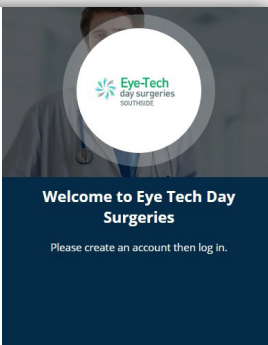 Eye-Tech
day surgeries
SOUTHSIDE
Welcome to Eye Tech Day
Surgeries
Please create an account then log in.